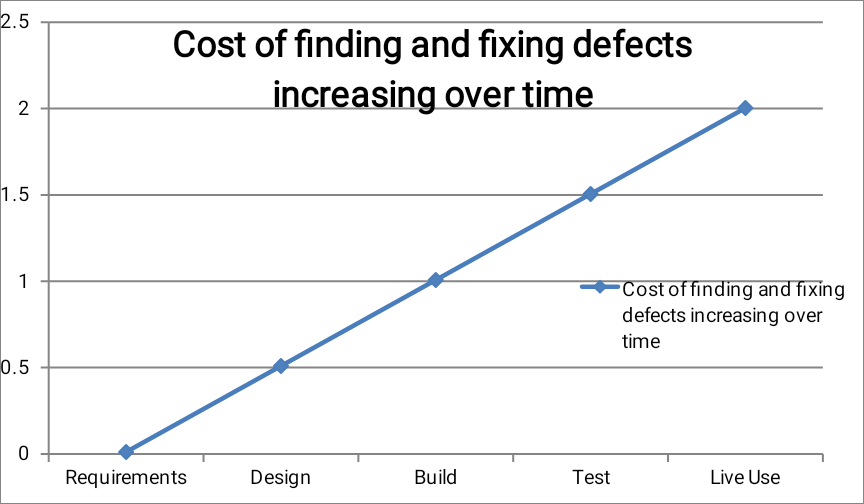 Cost of finding and fixing defects
increasing over time
2.5
2
1.5
1
0.5
0
Cost of finding and fixing
defects increasing over
time
Requirements Design Build Test Live Use